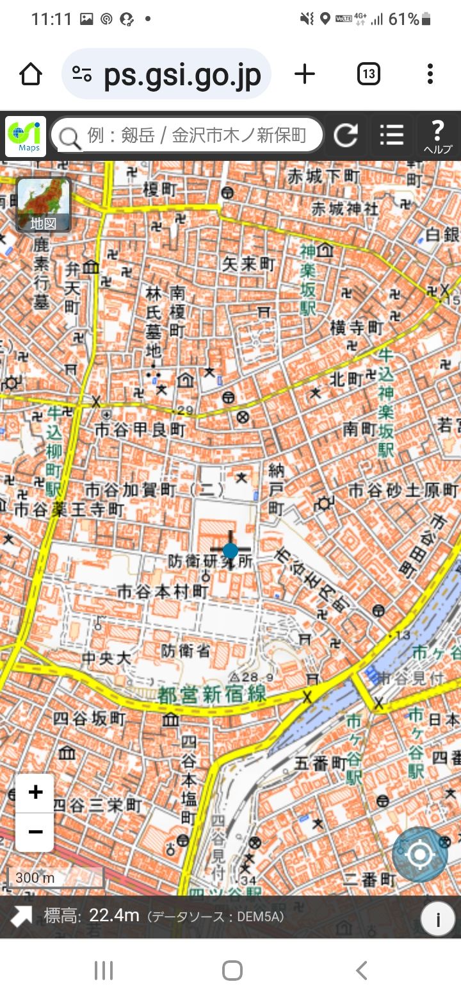 11:11
VoLTE 4G+ 61%
ps.gsi.go.jp
13
GSI Maps
例：剱岳 / 金沢市木ノ新保町
?
ヘルプ
地図
赤城下町
榎町
赤城神社
白銀
鹿素行墓
弁天町
矢来町
神楽坂駅
15
林氏墓地
南榎町
横寺町
北町
牛込神楽坂駅
29
牛込柳町駅
市谷甲良町
南町
若宮
納戸町
市谷加賀町（二）
市谷砂土原町
市谷薬王寺町
市谷田町
防衛研究所
市谷左内町
市谷本村町
13
防衛省
中央大
市ヶ谷
28.9
市谷見付
都営新宿線
四谷坂町
市ヶ谷駅
市ヶ谷駅
日本
四谷本塩町
五番町
四番
四谷三栄町
四谷見付
+
−
300 m
34
二番町
四ツ谷駅
標高: 22.4m（データソース：DEM5A）
i